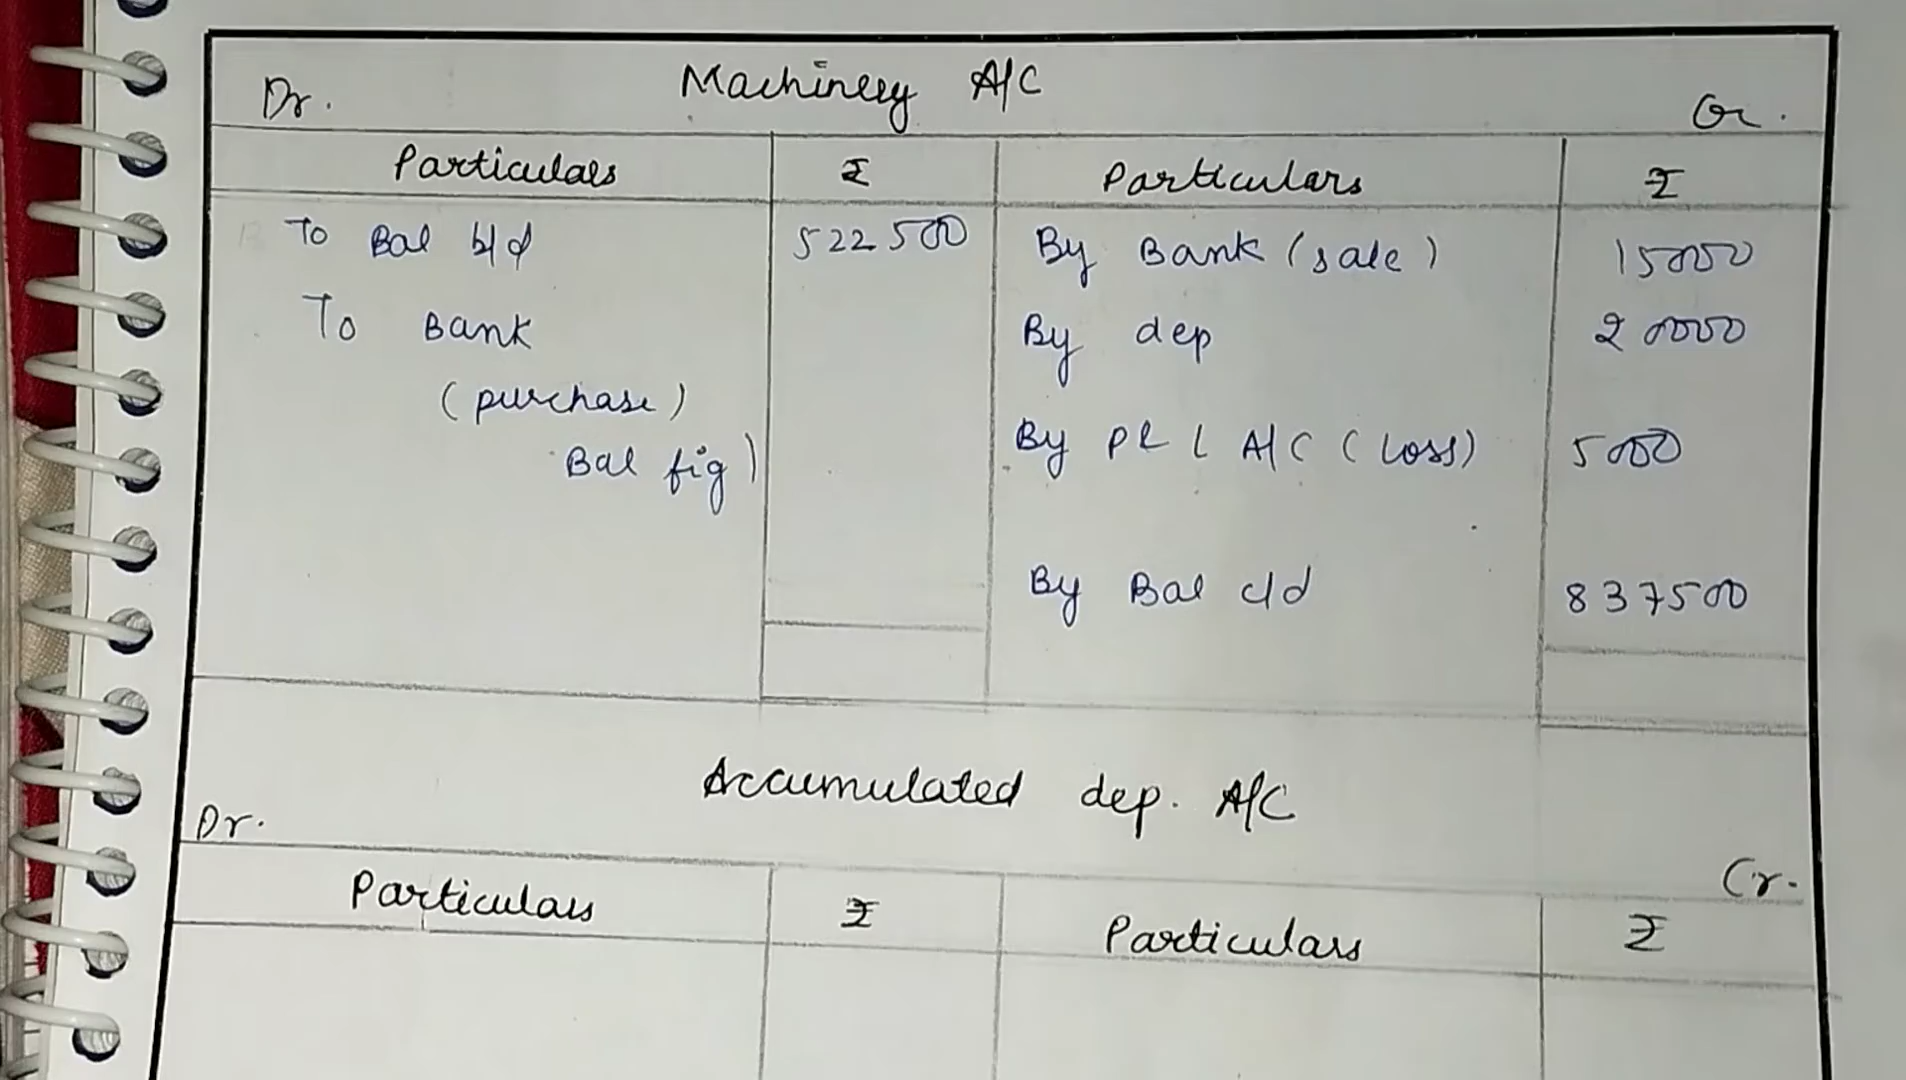 Machinery A/C
Dr. Cr.
Particulars ₹ Particulars ₹
To Bal b/d 522500 By Bank (sale) 15000
To Bank By dep 20000
(purchase)
Bal fig) By P&L A/C (Loss) 5000
By Bal c/d 837500
Accumulated dep. A/C
Dr. Cr.
Particulars ₹ Particulars ₹